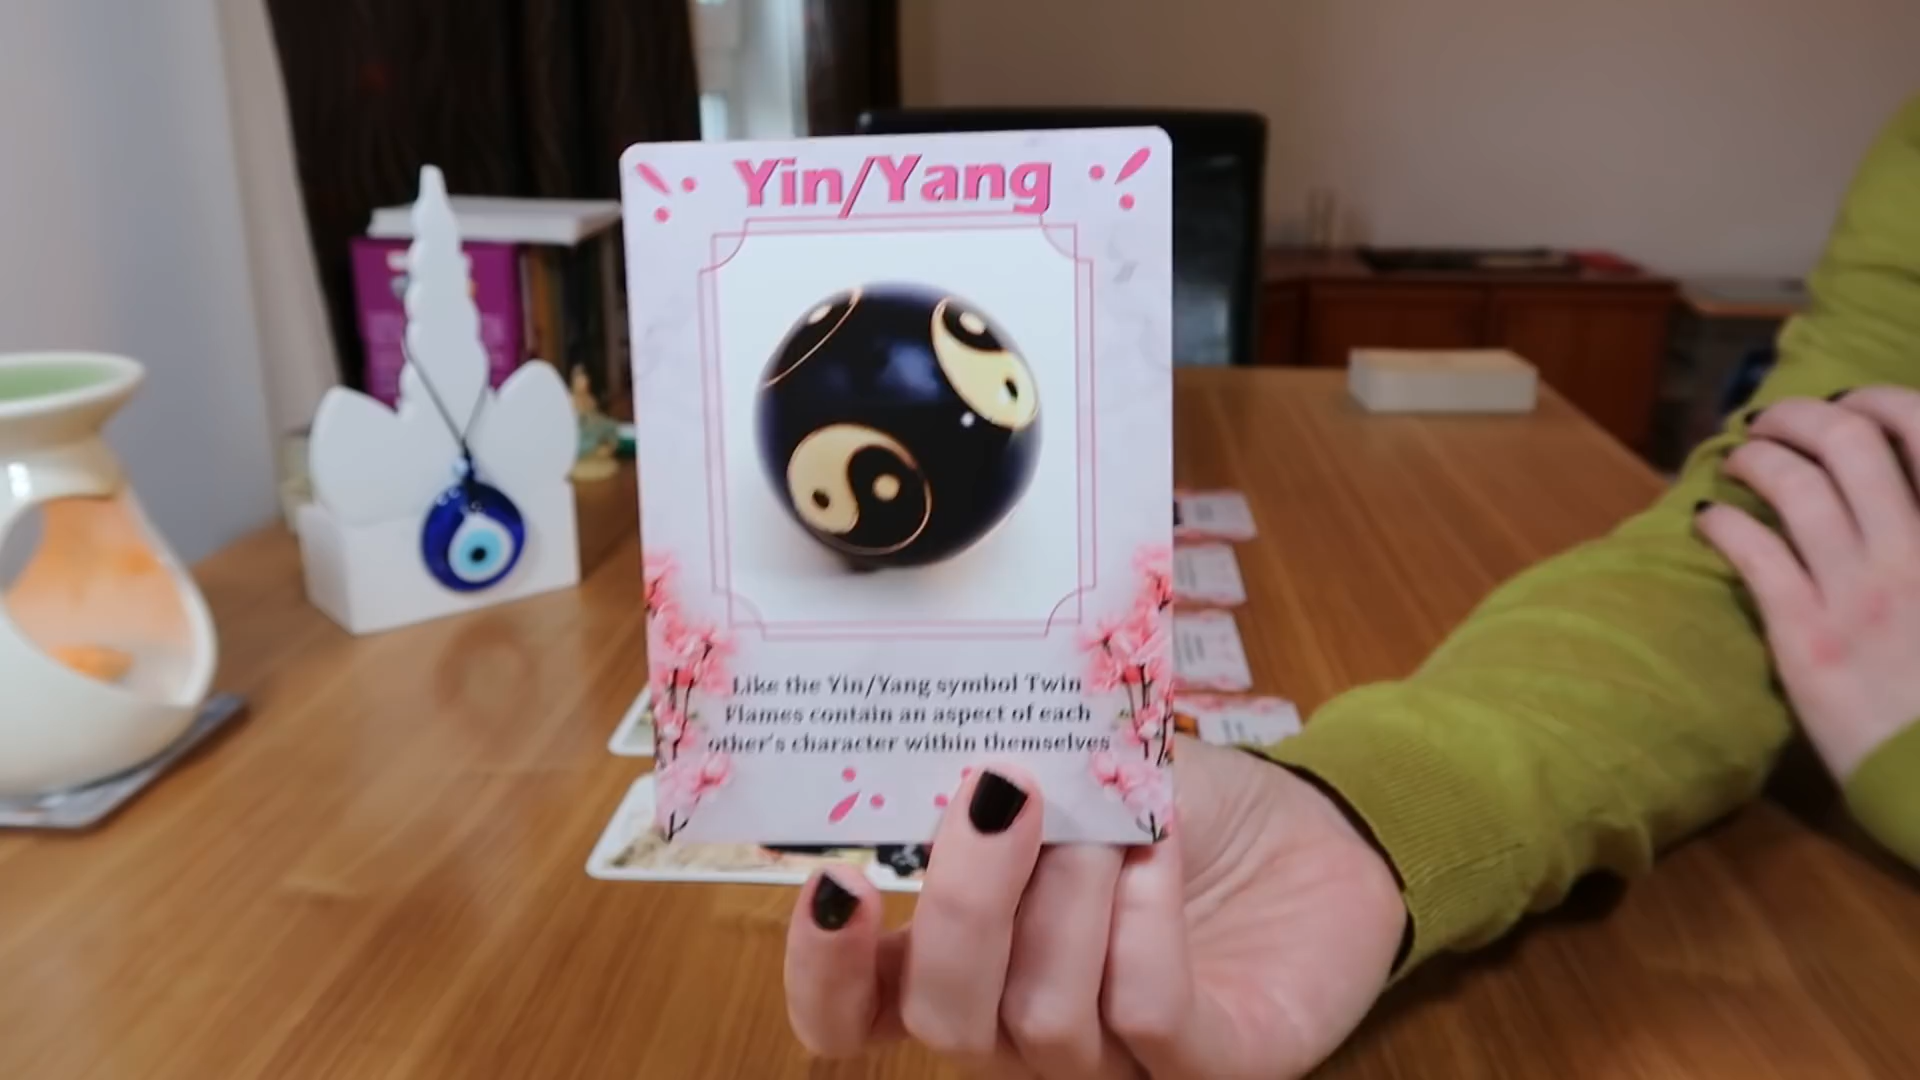 Yin/Yang
Like the Yin/Yang symbol Twin
Flames contain an aspect of each
other's character within themselves